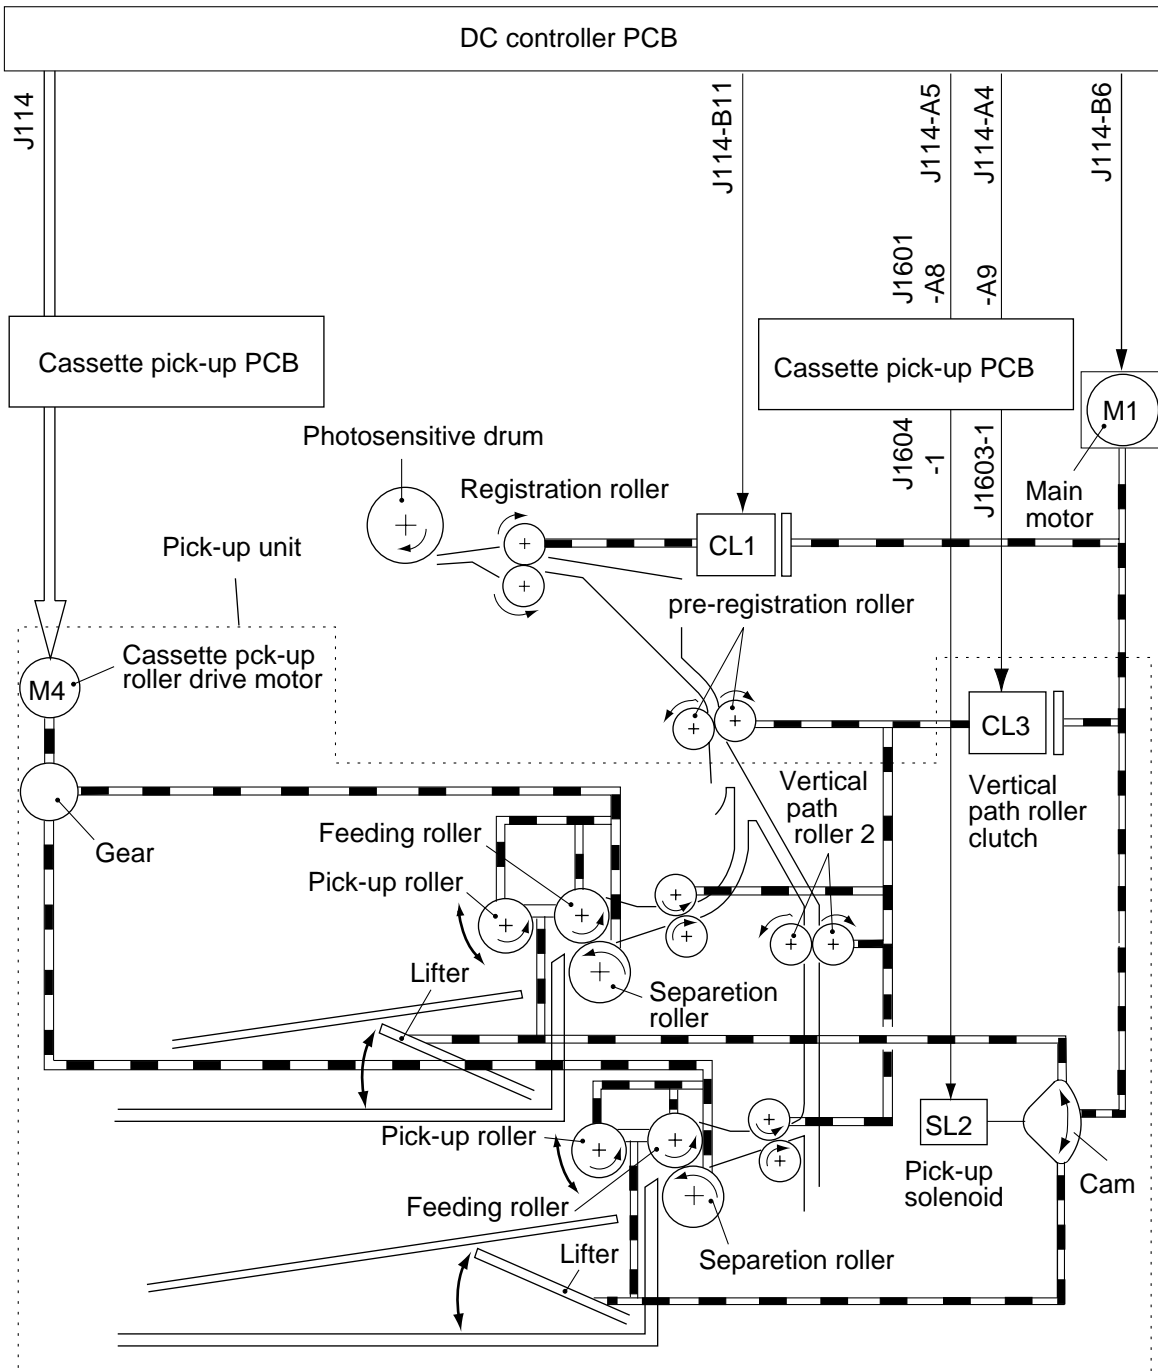 DC controller PCB
J114
J114-B11
J114-A5
J114-A4
J114-B6
J1601
-A8
-A9
Cassette pick-up PCB
Cassette pick-up PCB
M1
J1604
-1
J1603-1
Main
motor
Photosensitive drum
Registration roller
CL1
Pick-up unit
pre-registration roller
Cassette pck-up
roller drive motor
M4
CL3
Vertical
path roller
clutch
Vertical
path
roller 2
Gear
Feeding roller
Pick-up roller
Lifter
Separetion
roller
Pick-up roller
Feeding roller
SL2
Pick-up
solenoid
Cam
Lifter
Separetion roller